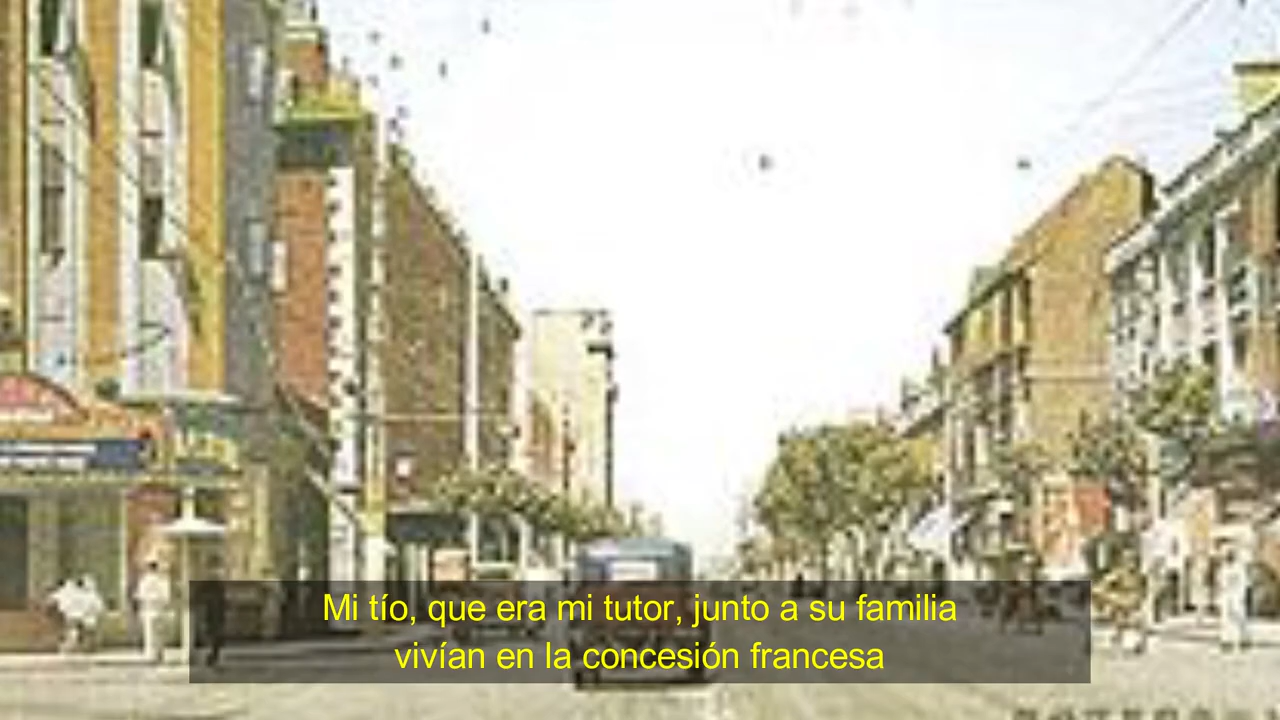 Mi tío, que era mi tutor, junto a su familia
vivían en la concesión francesa